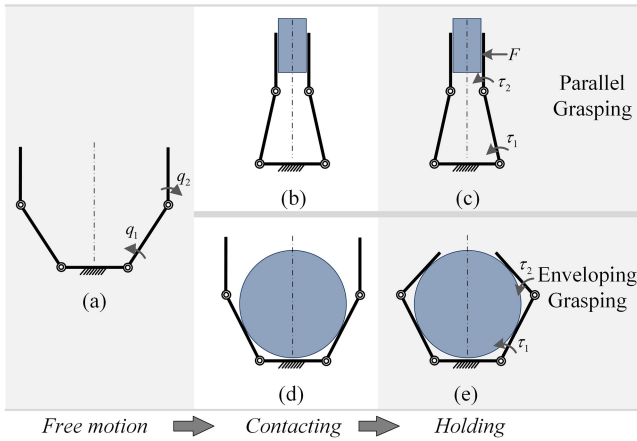 F
τ2
τ1
Parallel
Grasping
(b)
(c)
q2
q1
(a)
τ2
Enveloping
Grasping
τ1
(d)
(e)
Free motion
Contacting
Holding